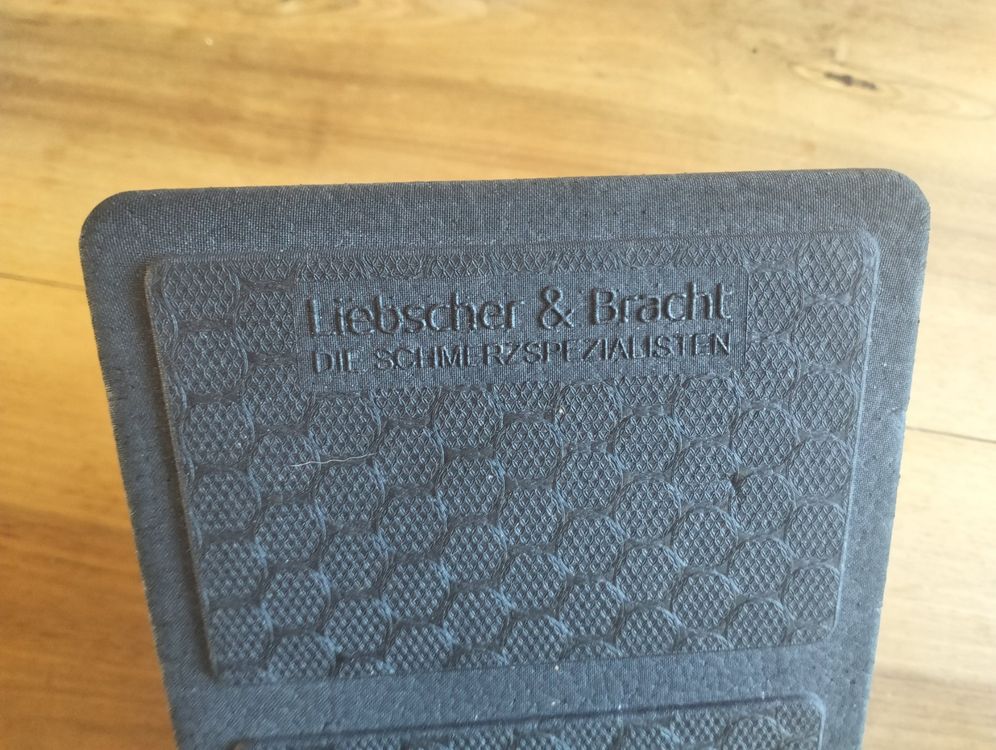 Liebscher & Bracht
DIE SCHMERZSPEZIALISTEN